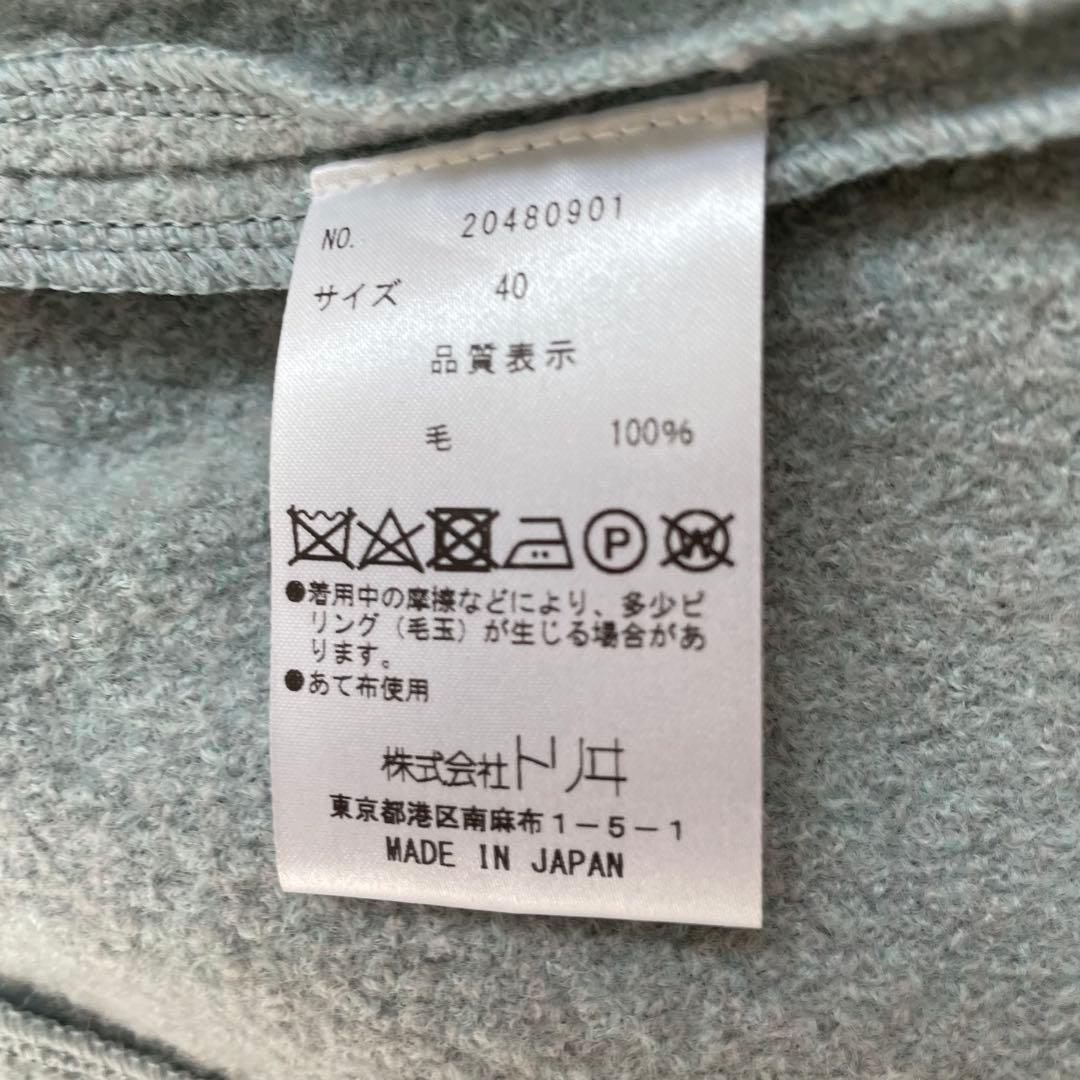 NO. 20480901
サイズ 40
品質表示
毛 100%
P W
●着用中の摩擦などにより、多少ピ
リング（毛玉）が生じる場合があ
ります。
●あて布使用
株式会社トリヰ
東京都港区南麻布1-5-1
MADE IN JAPAN